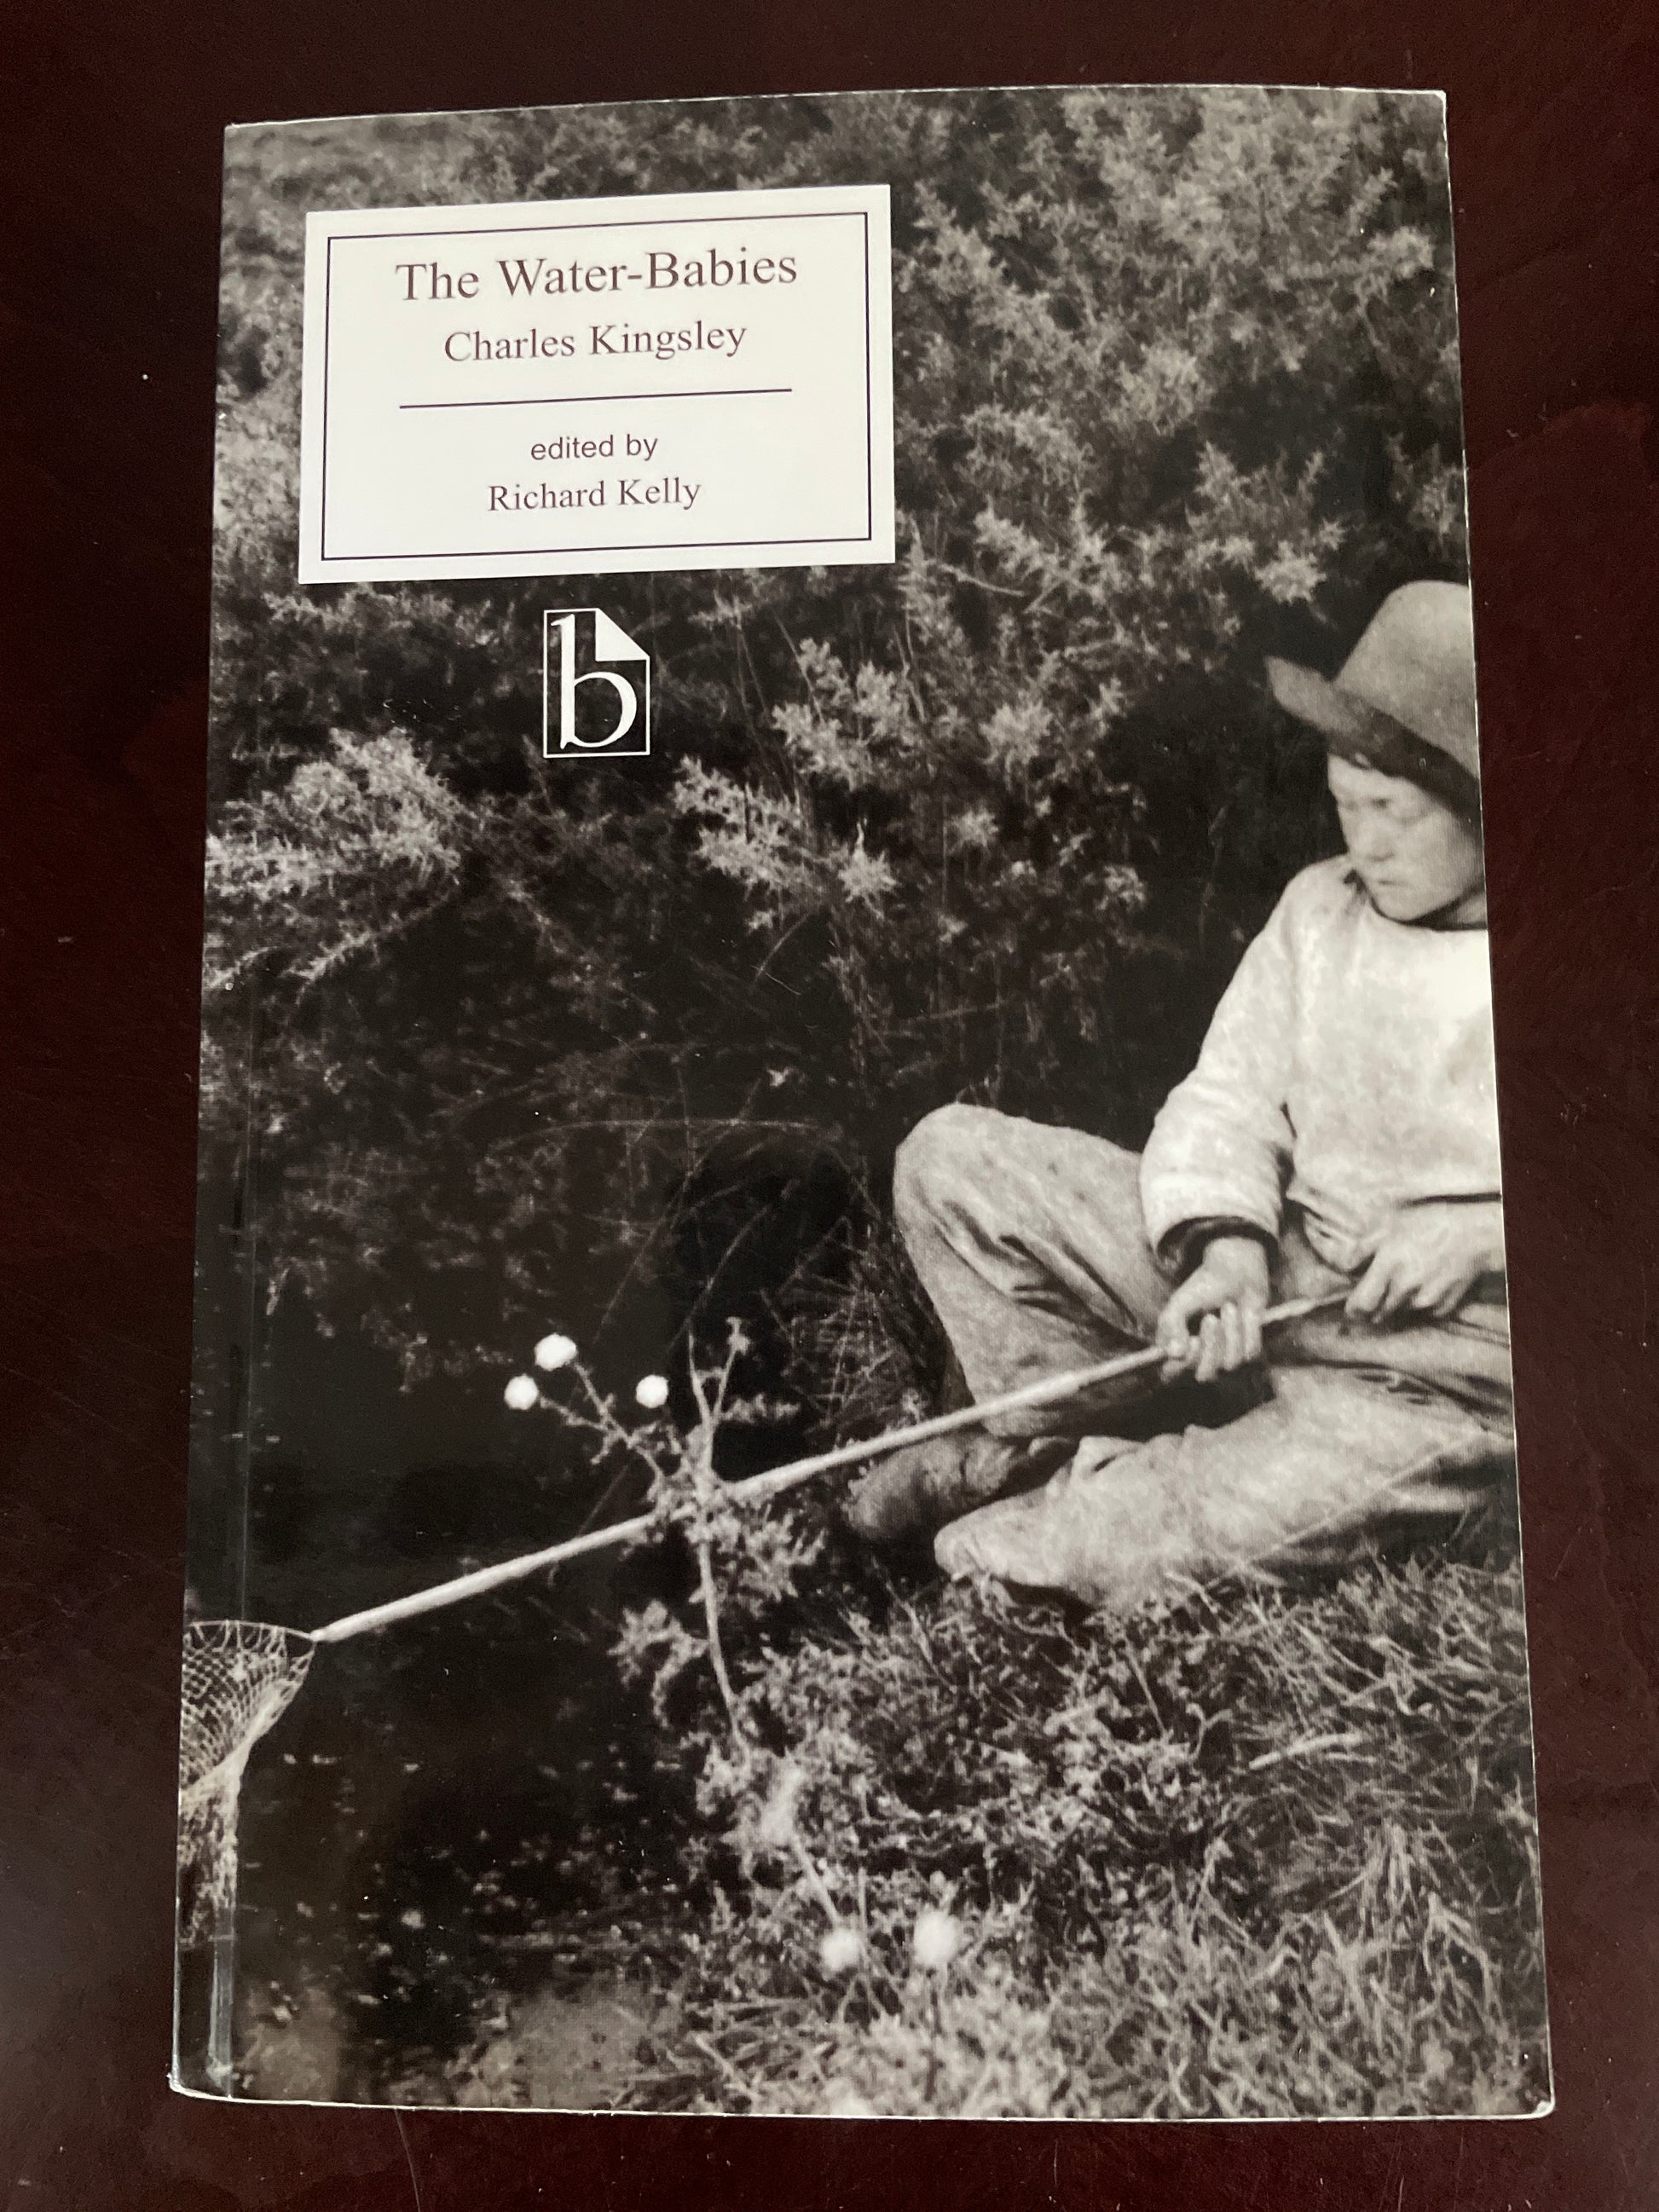 The Water-Babies
Charles Kingsley
edited by
Richard Kelly
b